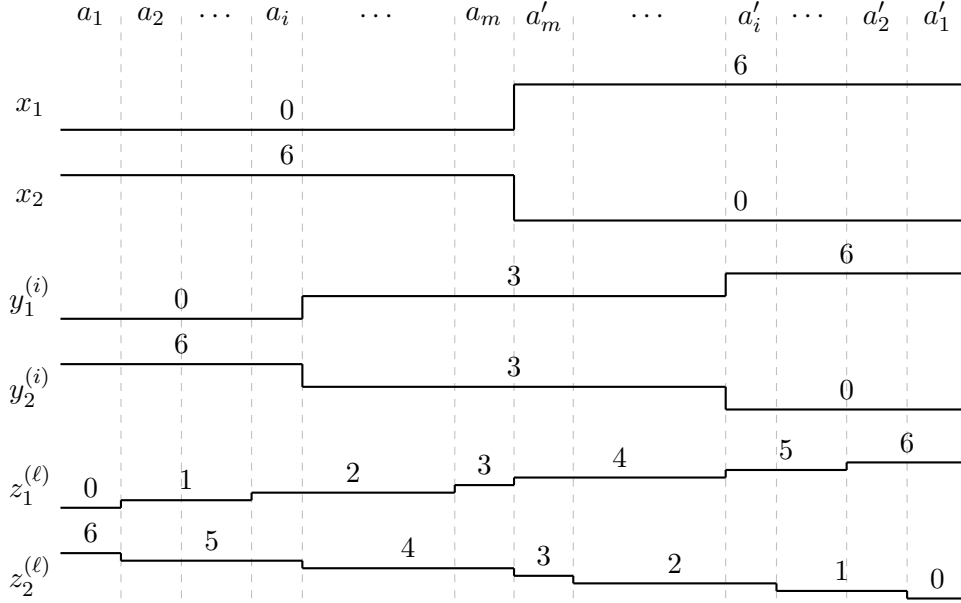 a_1 a_2 ⋯ a_i ⋯ a_m a'_m ⋯ a'_i ⋯ a'_2 a'_1
6
x_1 0
6
x_2 0
6
y_1^{(i)} 0 3
6
y_2^{(i)} 3 0
z_1^{(ℓ)} 0 1 2 3 4 5 6
z_2^{(ℓ)} 6 5 4 3 2 1 0